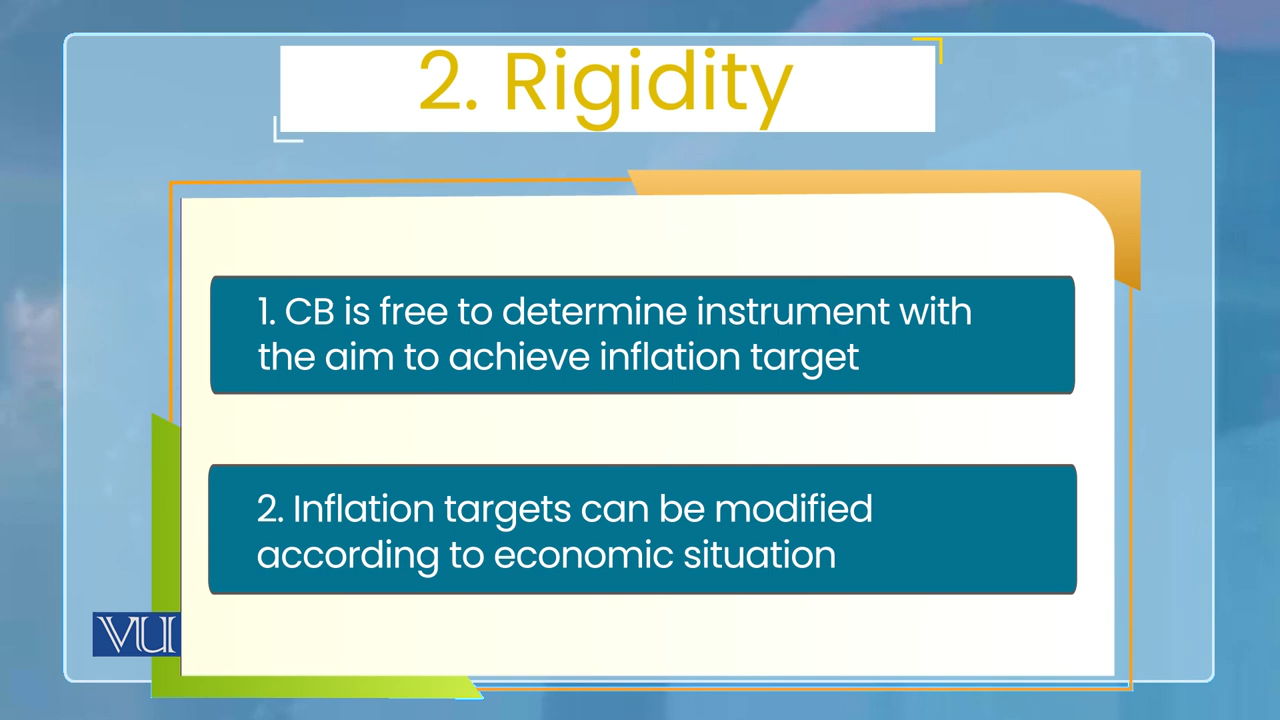 2. Rigidity
1. CB is free to determine instrument with
the aim to achieve inflation target
2. Inflation targets can be modified
according to economic situation
VU